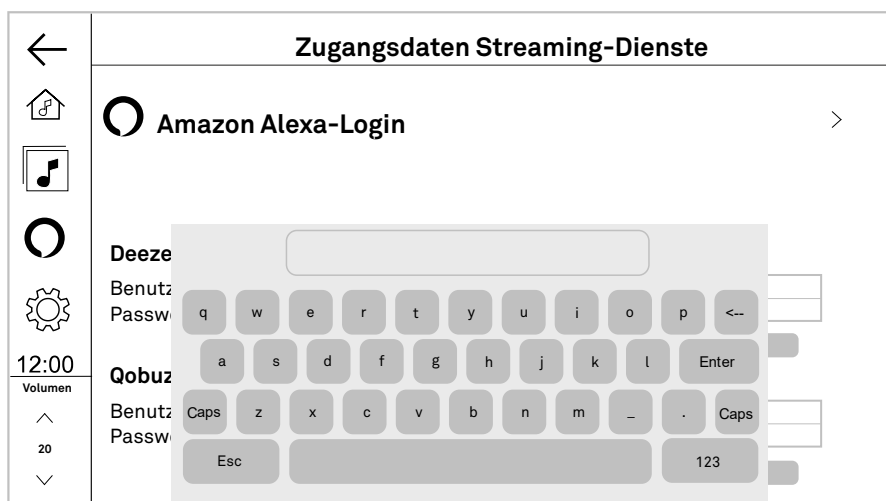 Zugangsdaten Streaming-Dienste
Amazon Alexa-Login
Deeze
Benutz
Passw
q w e r t y u i o p <--
a s d f g h j k l Enter
12:00
Volumen
Qobuz
Benutz
Passw
Caps z x c v b n m _ . Caps
20
Esc 123